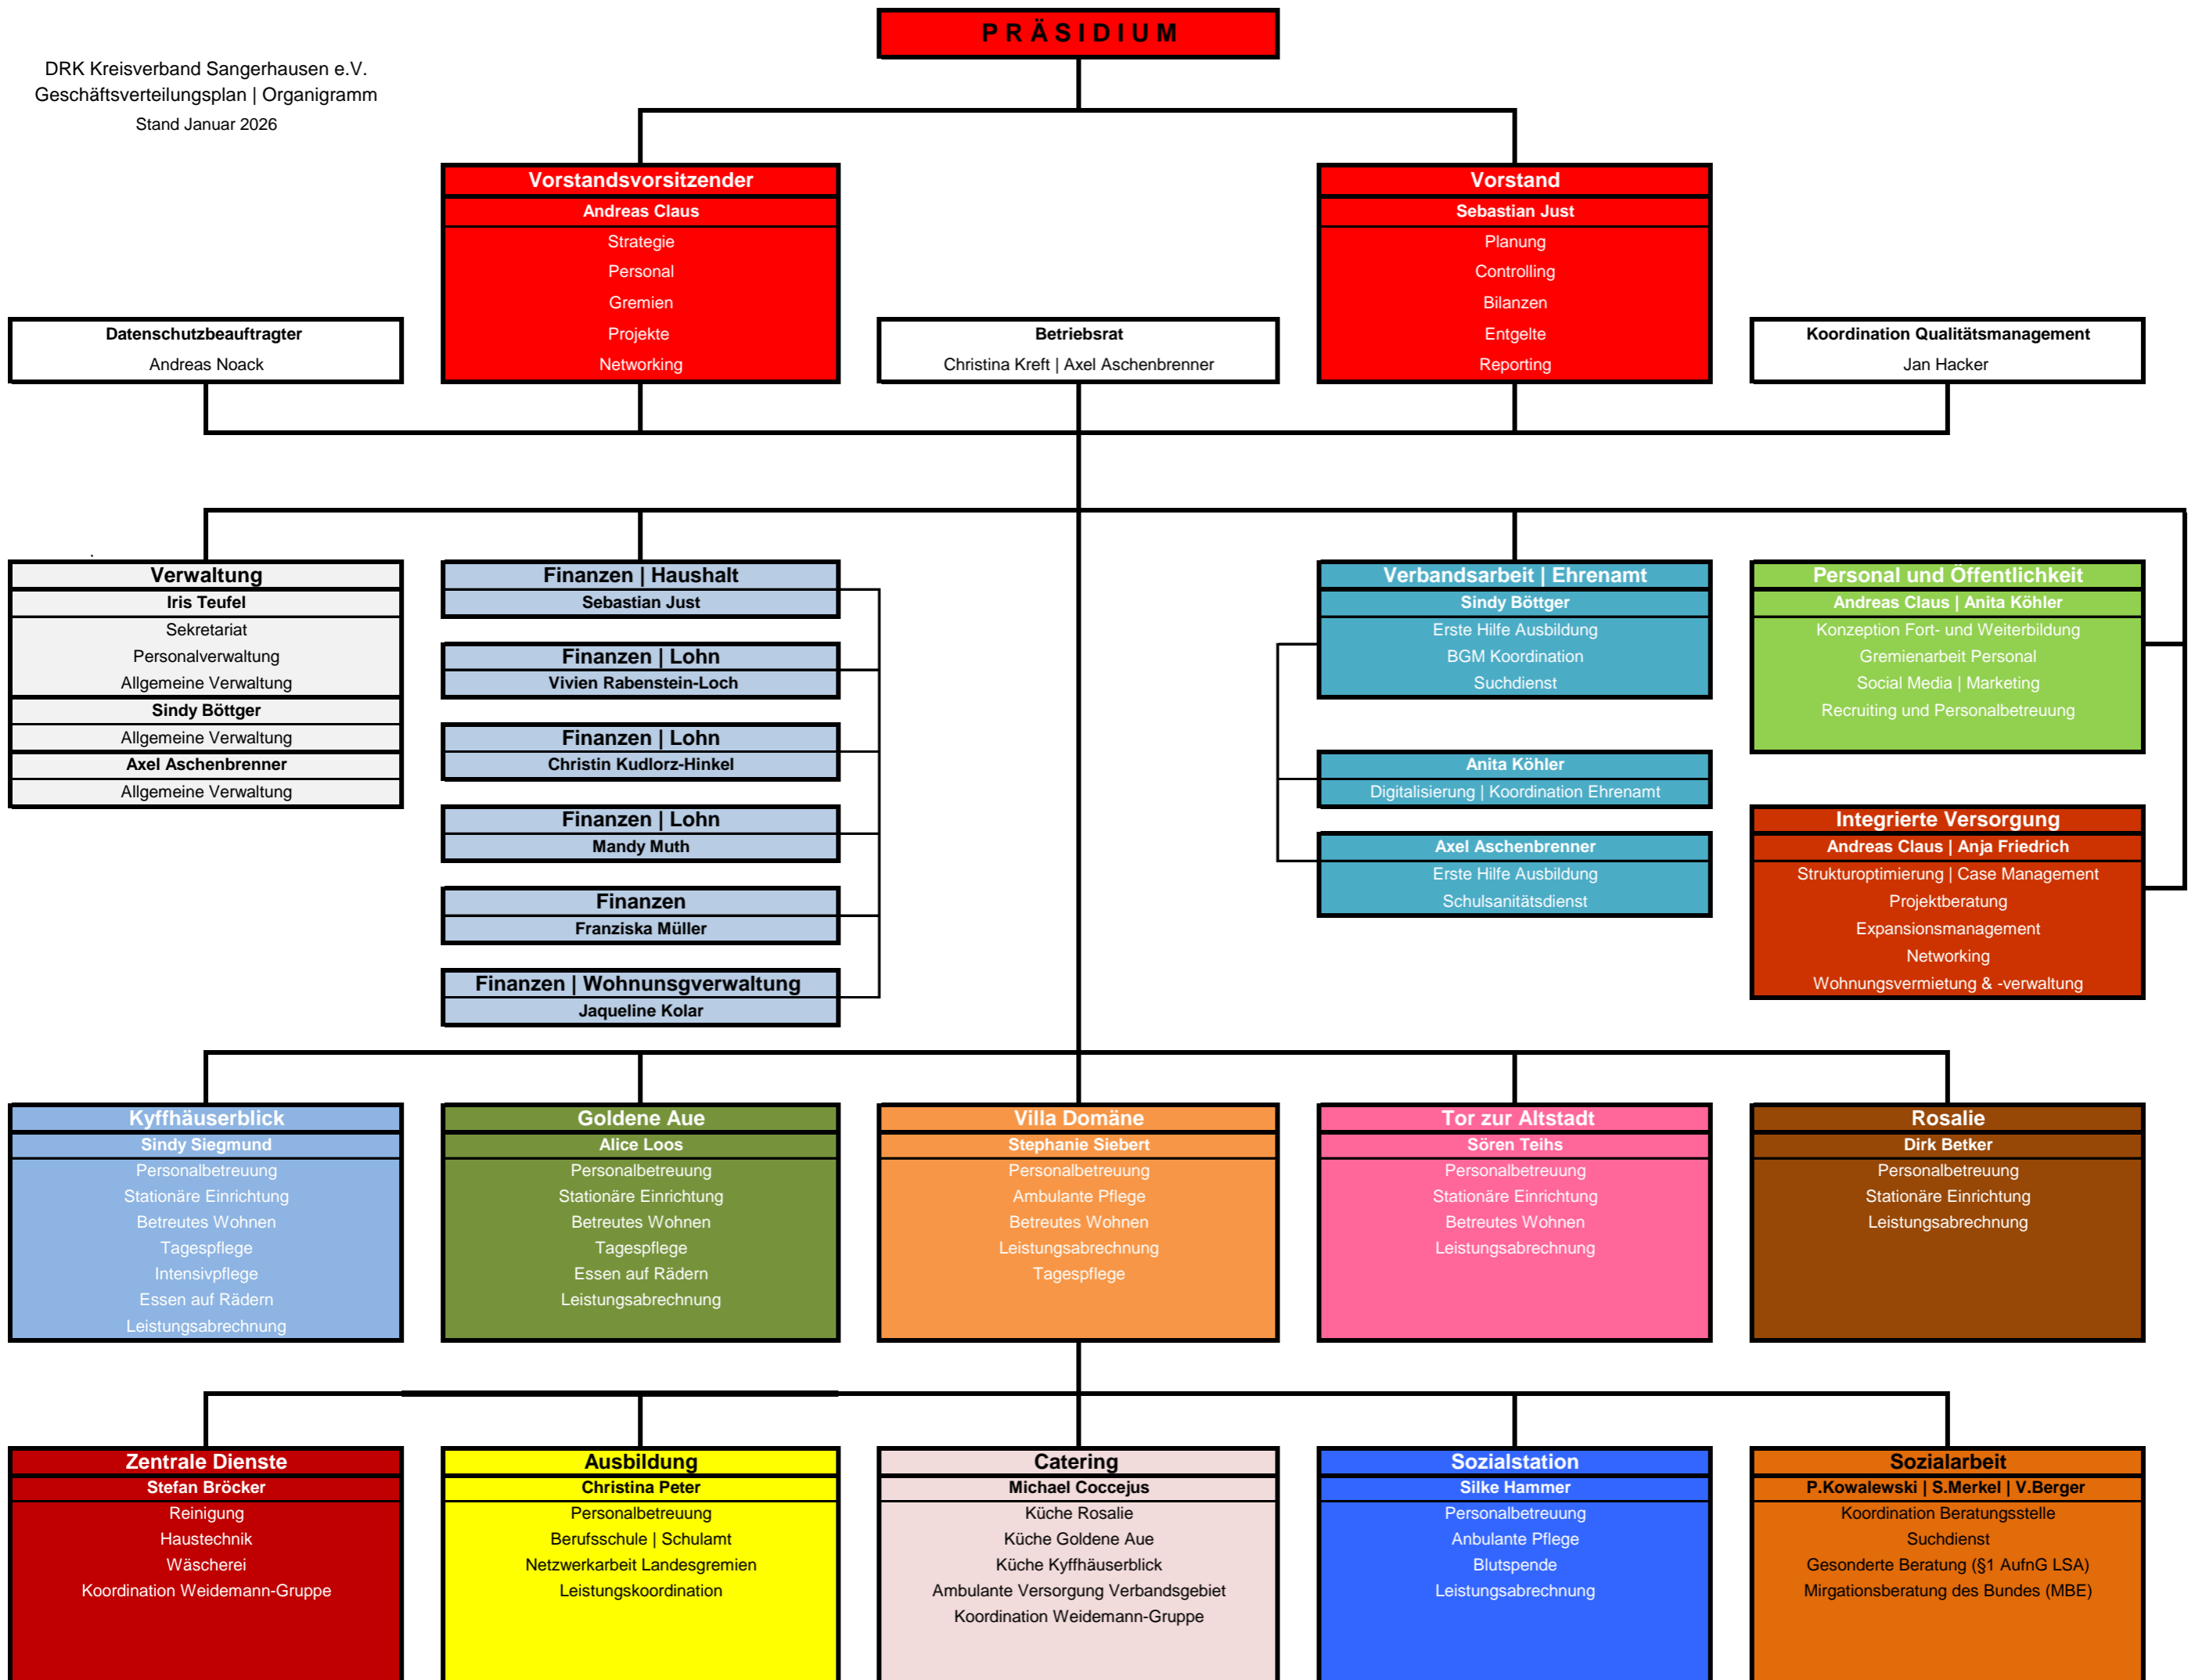 PRÄSIDIUM
DRK Kreisverband Sangerhausen e.V.
Geschäftsverteilungsplan | Organigramm
Stand Januar 2026
Vorstandsvorsitzender
Andreas Claus
Strategie
Personal
Gremien
Projekte
Networking
Vorstand
Sebastian Just
Planung
Controlling
Bilanzen
Entgelte
Reporting
Datenschutzbeauftragter
Andreas Noack
Betriebsrat
Christina Kreft | Axel Aschenbrenner
Koordination Qualitätsmanagement
Jan Hacker
Verwaltung
Iris Teufel
Sekretariat
Personalverwaltung
Allgemeine Verwaltung
Sindy Böttger
Allgemeine Verwaltung
Axel Aschenbrenner
Allgemeine Verwaltung
Finanzen | Haushalt
Sebastian Just
Finanzen | Lohn
Vivien Rabenstein-Loch
Finanzen | Lohn
Christin Kudlorz-Hinkel
Finanzen | Lohn
Mandy Muth
Finanzen
Franziska Müller
Finanzen | Wohnunsgverwaltung
Jaqueline Kolar
Verbandsarbeit | Ehrenamt
Sindy Böttger
Erste Hilfe Ausbildung
BGM Koordination
Suchdienst
Anita Köhler
Digitalisierung | Koordination Ehrenamt
Axel Aschenbrenner
Erste Hilfe Ausbildung
Schulsanitätsdienst
Personal und Öffentlichkeit
Andreas Claus | Anita Köhler
Konzeption Fort- und Weiterbildung
Gremienarbeit Personal
Social Media | Marketing
Recruiting und Personalbetreuung
Integrierte Versorgung
Andreas Claus | Anja Friedrich
Strukturoptimierung | Case Management
Projektberatung
Expansionsmanagement
Networking
Wohnungsvermietung & -verwaltung
Kyffhäuserblick
Sindy Siegmund
Personalbetreuung
Stationäre Einrichtung
Betreutes Wohnen
Tagespflege
Intensivpflege
Essen auf Rädern
Leistungsabrechnung
Goldene Aue
Alice Loos
Personalbetreuung
Stationäre Einrichtung
Betreutes Wohnen
Tagespflege
Essen auf Rädern
Leistungsabrechnung
Villa Domäne
Stephanie Siebert
Personalbetreuung
Ambulante Pflege
Betreutes Wohnen
Leistungsabrechnung
Tagespflege
Tor zur Altstadt
Sören Teihs
Personalbetreuung
Stationäre Einrichtung
Betreutes Wohnen
Leistungsabrechnung
Rosalie
Dirk Betker
Personalbetreuung
Stationäre Einrichtung
Leistungsabrechnung
Zentrale Dienste
Stefan Bröcker
Reinigung
Haustechnik
Wäscherei
Koordination Weidemann-Gruppe
Ausbildung
Christina Peter
Personalbetreuung
Berufsschule | Schulamt
Netzwerkarbeit Landesgremien
Leistungskoordination
Catering
Michael Coccejus
Küche Rosalie
Küche Goldene Aue
Küche Kyffhäuserblick
Ambulante Versorgung Verbandsgebiet
Koordination Weidemann-Gruppe
Sozialstation
Silke Hammer
Personalbetreuung
Anbulante Pflege
Blutspende
Leistungsabrechnung
Sozialarbeit
P.Kowalewski | S.Merkel | V.Berger
Koordination Beratungsstelle
Suchdienst
Gesonderte Beratung (§1 AufnG LSA)
Mirgationsberatung des Bundes (MBE)